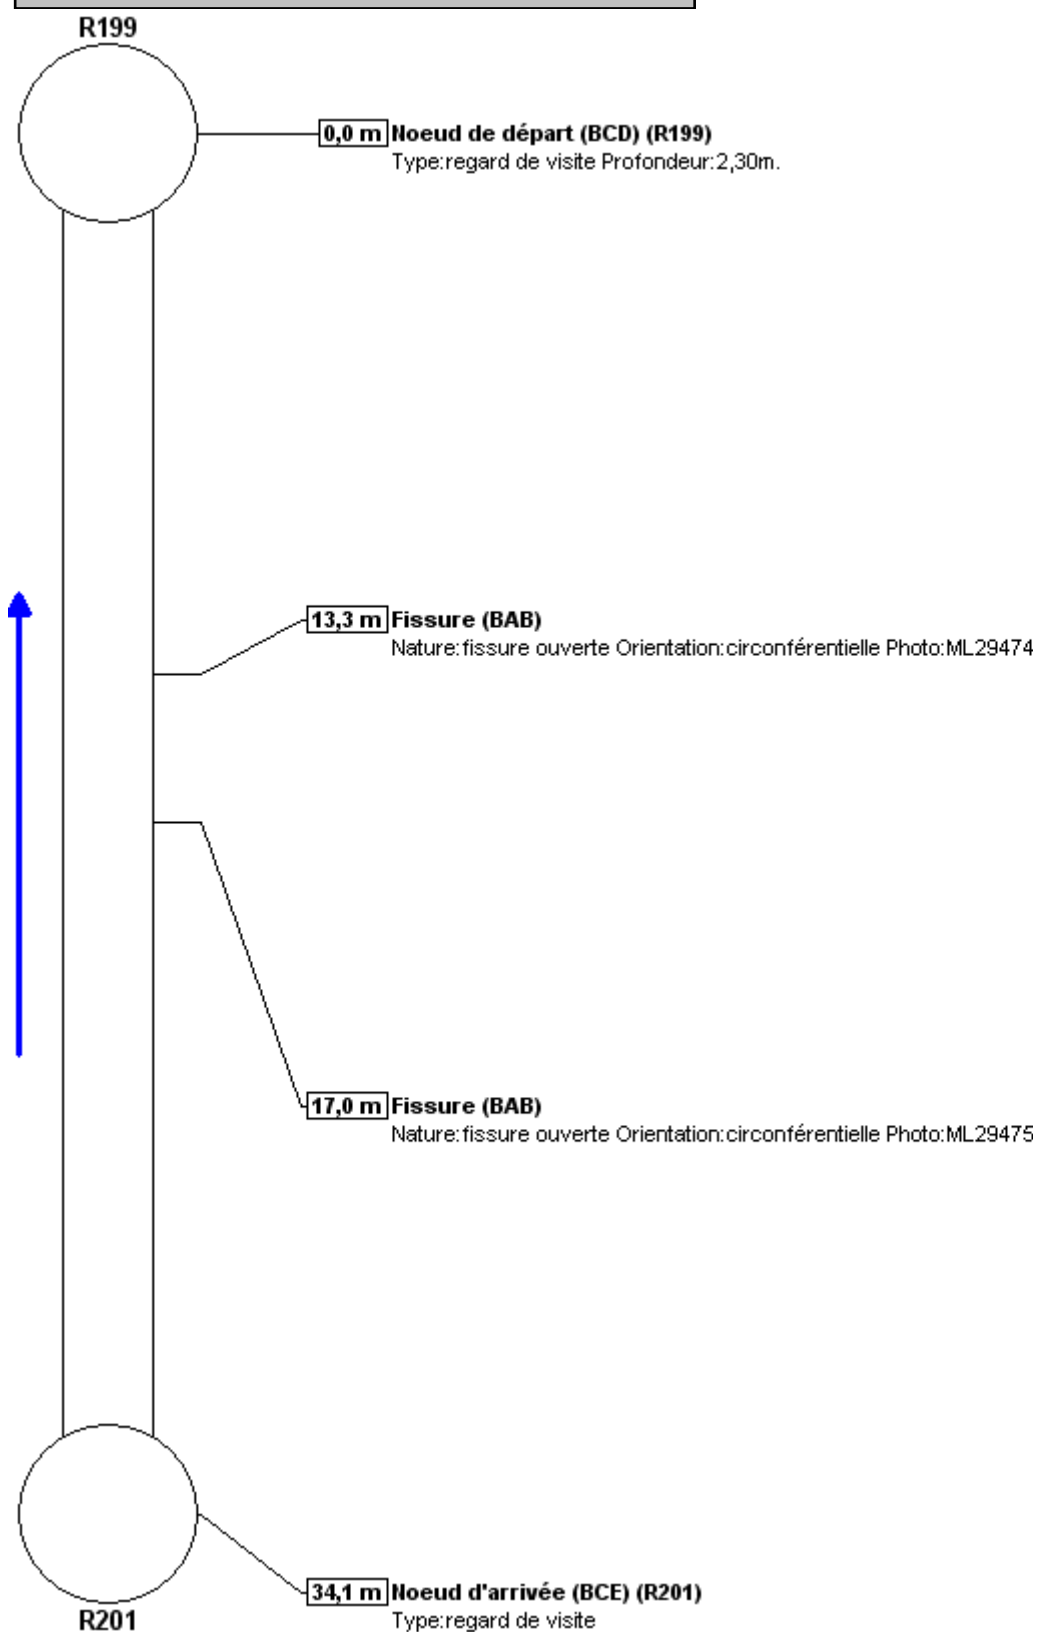 R199
0,0 m Noeud de départ (BCD) (R199)
Type:regard de visite Profondeur:2,30m.
13,3 m Fissure (BAB)
Nature:fissure ouverte Orientation:circonférentielle Photo:ML29474
17,0 m Fissure (BAB)
Nature:fissure ouverte Orientation:circonférentielle Photo:ML29475
34,1 m Noeud d'arrivée (BCE) (R201)
R201
Type:regard de visite